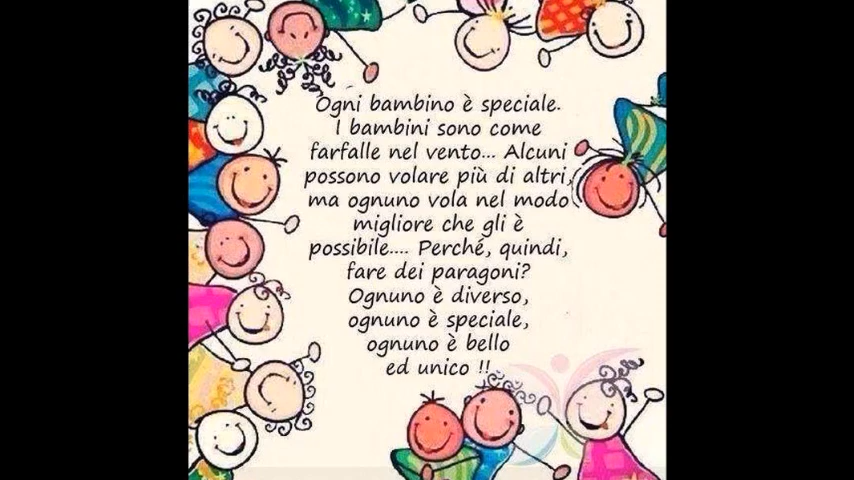 Ogni bambino è speciale.
I bambini sono come
farfalle nel vento... Alcuni
possono volare più di altri,
ma ognuno vola nel modo
migliore che gli è
possibile.... Perché, quindi,
fare dei paragoni?
Ognuno è diverso,
ognuno è speciale,
ognuno è bello
ed unico !!